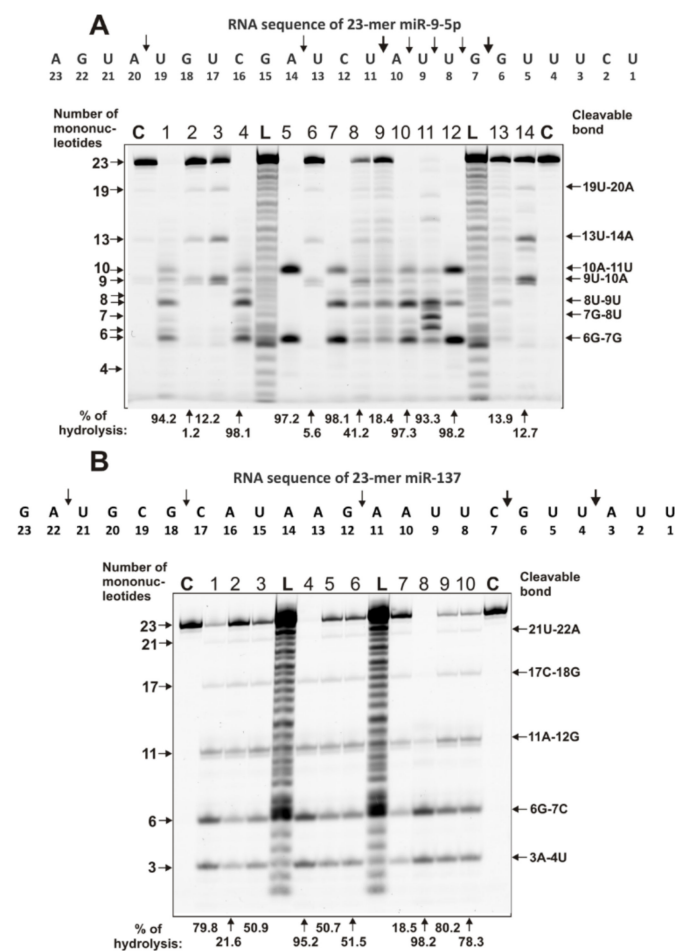 A
RNA sequence of 23-mer miR-9-5p
A G U A U G U C G A U C U A U U G G U U U C U
23 22 21 20 19 18 17 16 15 14 13 12 11 10 9 8 7 6 5 4 3 2 1
Number of
mononuc-
leotides
Cleavable
bond
C 1 2 3 4 L 5 6 7 8 9 10 11 12 L 13 14 C
23
19
19U-20A
13
13U-14A
10
10A-11U
9
9U-10A
8
8U-9U
7
7G-8U
6
6G-7G
4
% of
hydrolysis:
94.2 12.2 97.2 98.1 18.4 93.3 13.9
1.2 98.1 5.6 41.2 97.3 98.2 12.7
B
RNA sequence of 23-mer miR-137
G A U G C G C A U A A G A A U U C G U U A U U
23 22 21 20 19 18 17 16 15 14 13 12 11 10 9 8 7 6 5 4 3 2 1
Number of
mononuc-
leotides
Cleavable
bond
C 1 2 3 L 4 5 6 L 7 8 9 10 C
23
21U-22A
21
17C-18G
17
11A-12G
11
6G-7C
6
3A-4U
3
% of
hydrolysis:
79.8 50.9 50.7 18.5 80.2
21.6 95.2 51.5 98.2 78.3